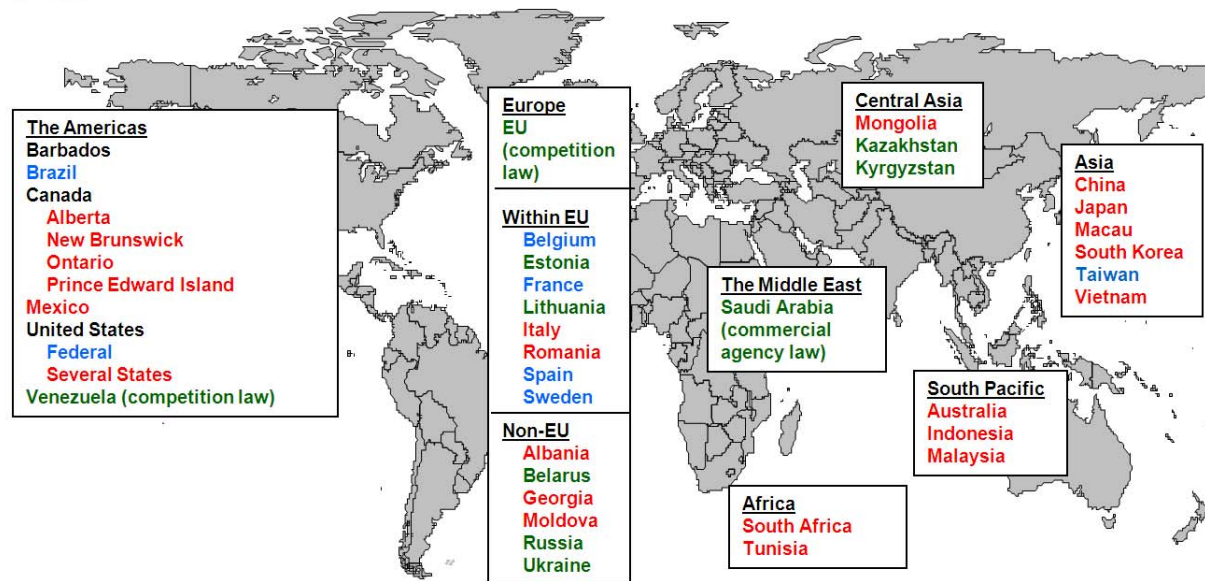 The Americas
Barbados
Brazil
Canada
Alberta
New Brunswick
Ontario
Prince Edward Island
Mexico
United States
Federal
Several States
Venezuela (competition law)
Europe
EU
(competition
law)
Within EU
Belgium
Estonia
France
Lithuania
Italy
Romania
Spain
Sweden
Non-EU
Albania
Belarus
Georgia
Moldova
Russia
Ukraine
The Middle East
Saudi Arabia
(commercial
agency law)
Africa
South Africa
Tunisia
Central Asia
Mongolia
Kazakhstan
Kyrgyzstan
Asia
China
Japan
Macau
South Korea
Taiwan
Vietnam
South Pacific
Australia
Indonesia
Malaysia